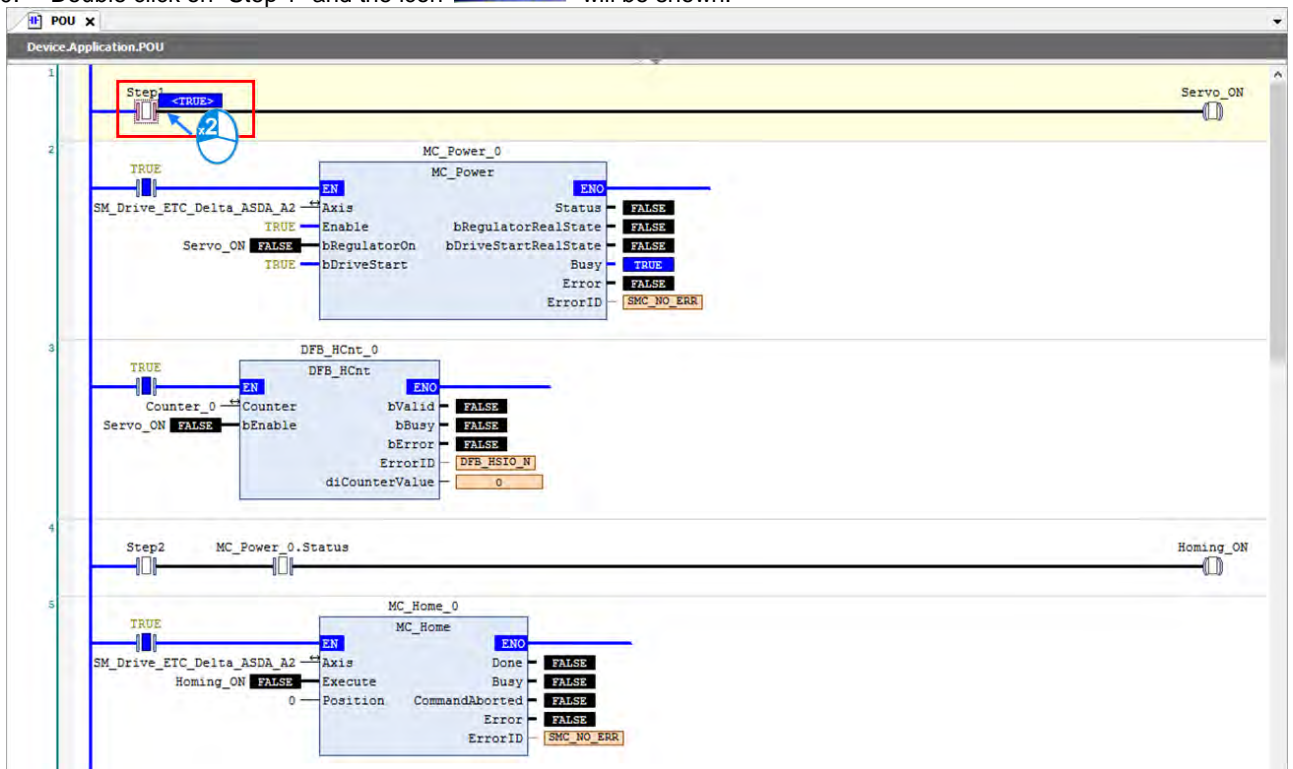 Double click on "Step 1" and the icon will be shown.
POU
Device.Application.POU
1
Step1
<TRUE>
x2
Servo_ON
2
MC_Power_0
TRUE
MC_Power
EN ENO
SM_Drive_ETC_Delta_ASDA_A2 Axis Status FALSE
TRUE Enable bRegulatorRealState FALSE
Servo_ON FALSE bRegulatorOn bDriveStartRealState FALSE
TRUE bDriveStart Busy TRUE
Error FALSE
ErrorID SMC_NO_ERR
3
DFB_HCnt_0
TRUE
DFB_HCnt
EN ENO
Counter_0 Counter bValid FALSE
Servo_ON FALSE bEnable bBusy FALSE
bError FALSE
ErrorID DFB_HSIO_N
diCounterValue 0
4
Step2 MC_Power_0.Status Homing_ON
5
MC_Home_0
TRUE
MC_Home
EN ENO
SM_Drive_ETC_Delta_ASDA_A2 Axis Done FALSE
Homing_ON FALSE Execute Busy FALSE
0 Position CommandAborted FALSE
Error FALSE
ErrorID SMC_NO_ERR